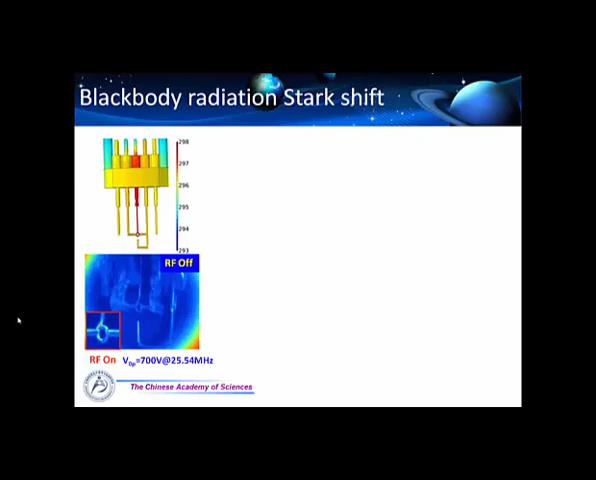 Blackbody radiation Stark shift
298
297
296
295
294
293
RF Off
RF On V0p=700V@25.54MHz
The Chinese Academy of Sciences